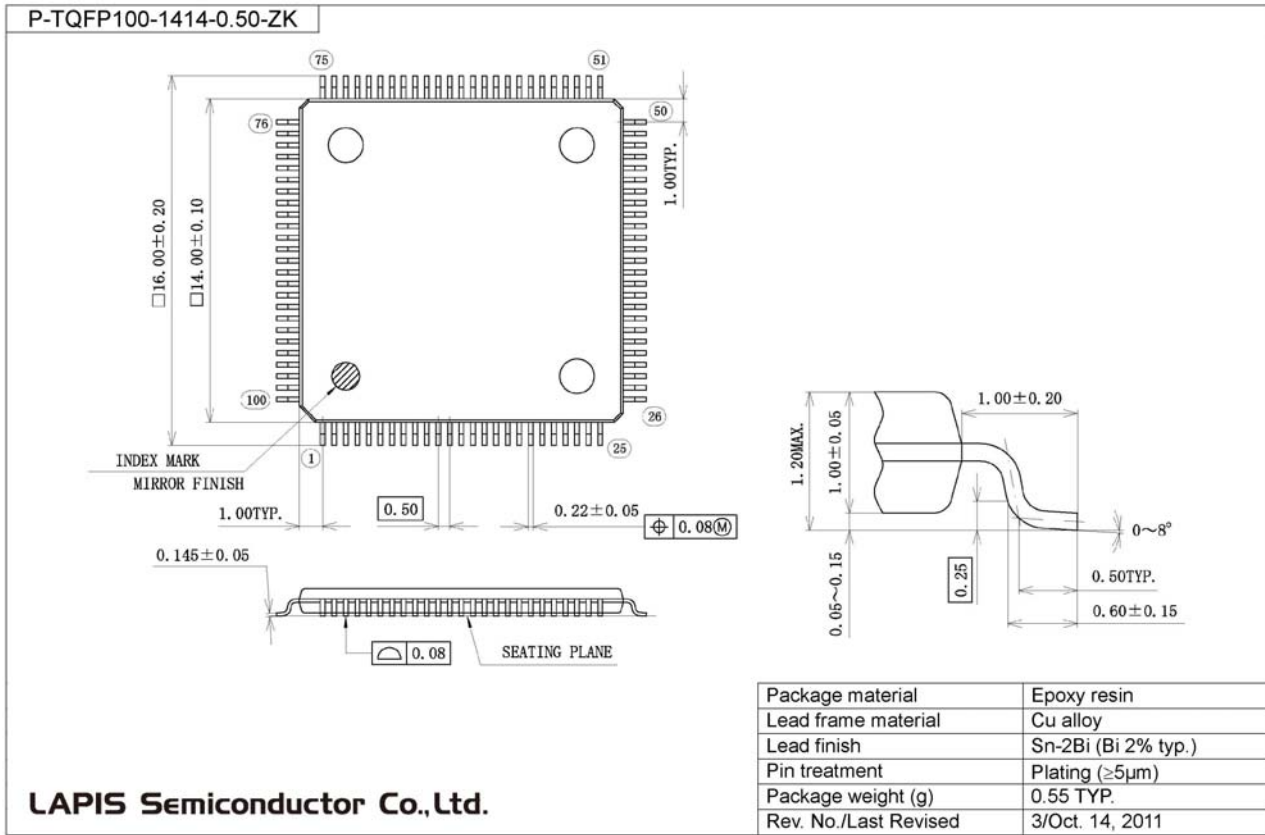 P-TQFP100-1414-0.50-ZK
75
51
76
50
1.00TYP.
□16.00±0.20
□14.00±0.10
100
26
1
25
INDEX MARK
MIRROR FINISH
1.00TYP.
0.50
0.22±0.05
⌖ 0.08Ⓜ
0.145±0.05
⌓ 0.08
SEATING PLANE
1.00±0.20
1.20MAX.
1.00±0.05
0.05~0.15
0.25
0~8°
0.50TYP.
0.60±0.15
Package material Epoxy resin
Lead frame material Cu alloy
Lead finish Sn-2Bi (Bi 2% typ.)
Pin treatment Plating (≥5µm)
Package weight (g) 0.55 TYP.
Rev. No./Last Revised 3/Oct. 14, 2011
LAPIS Semiconductor Co.,Ltd.